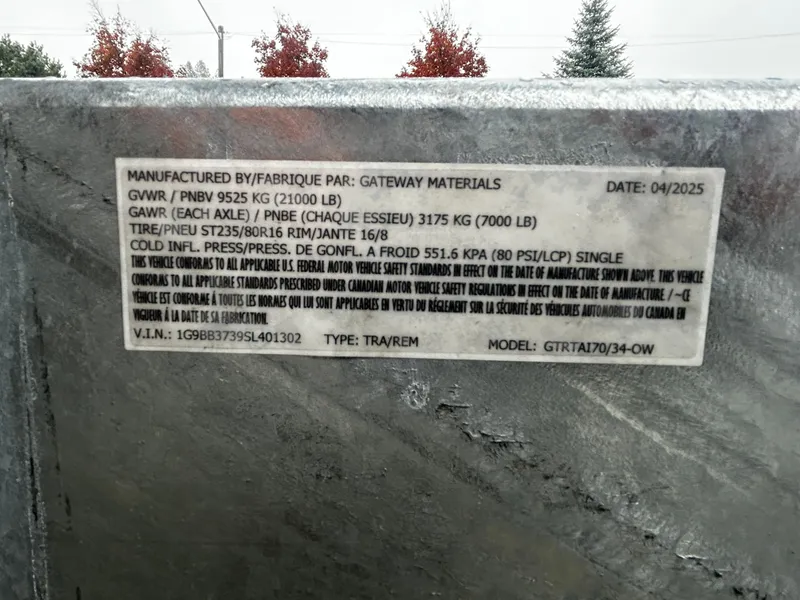 MANUFACTURED BY/FABRIQUE PAR: GATEWAY MATERIALS DATE: 04/2025
GVWR / PNBV 9525 KG (21000 LB)
GAWR (EACH AXLE) / PNBE (CHAQUE ESSIEU) 3175 KG (7000 LB)
TIRE/PNEU ST235/80R16 RIM/JANTE 16/8
COLD INFL. PRESS/PRESS. DE GONFL. A FROID 551.6 KPA (80 PSI/LCP) SINGLE
THIS VEHICLE CONFORMS TO ALL APPLICABLE U.S. FEDERAL MOTOR VEHICLE SAFETY STANDARDS IN EFFECT ON THE DATE OF MANUFACTURE SHOWN ABOVE. THIS VEHICLE
CONFORMS TO ALL APPLICABLE STANDARDS PRESCRIBED UNDER CANADIAN MOTOR VEHICLE SAFETY REGULATIONS IN EFFECT ON THE DATE OF MANUFACTURE / ~CE
VÉHICLE EST CONFORME Á TOUTES LES NORMES QUI LUI SONT APPLICABLES EN VERTU DU RÉGLEMENT SUR LA SÉCURITÉ DES VÉHICULES AUTOMOBILES DU CANADA EN
VIGUEUR Á LA DATE DE SA FABRICATION.
V.I.N.: 1G9BB3739SL401302 TYPE: TRA/REM MODEL: GTRTAI70/34-OW